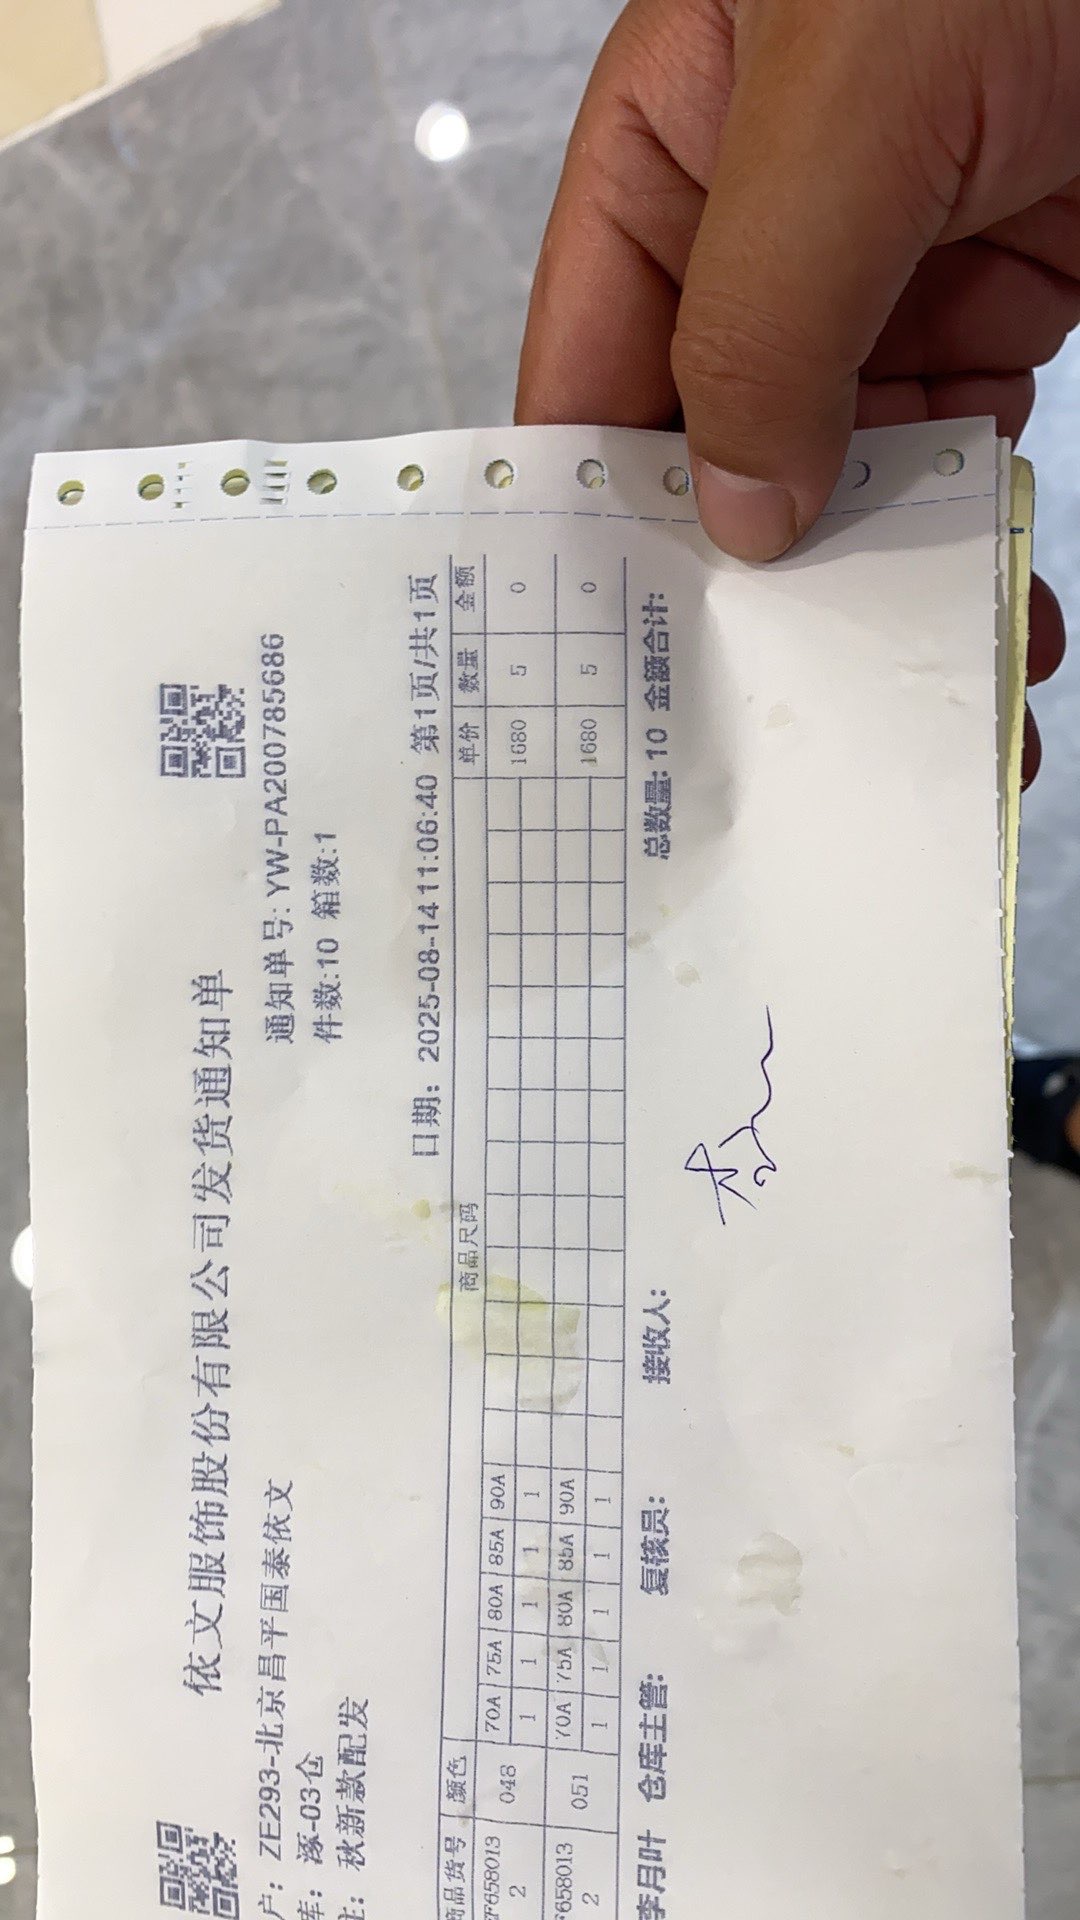 依文服饰股份有限公司发货通知单
户: ZE293-北京昌平国泰依文 通知单号: YW-PA200785686
库: 涿-03仓 件数:10 箱数:1
注: 秋新款配发 日期: 2025-08-14 11:06:40 第1页/共1页
商品货号 颜色 商品尺码 单价 数量 金额
F658013 2 048 70A 75A 80A 85A 90A 1680 5 0
1 1 1 1 1
F658013 2 051 70A 75A 80A 85A 90A 1680 5 0
1 1 1 1 1
李月叶 仓库主管: 复核员: 接收人: 总数量: 10 金额合计: